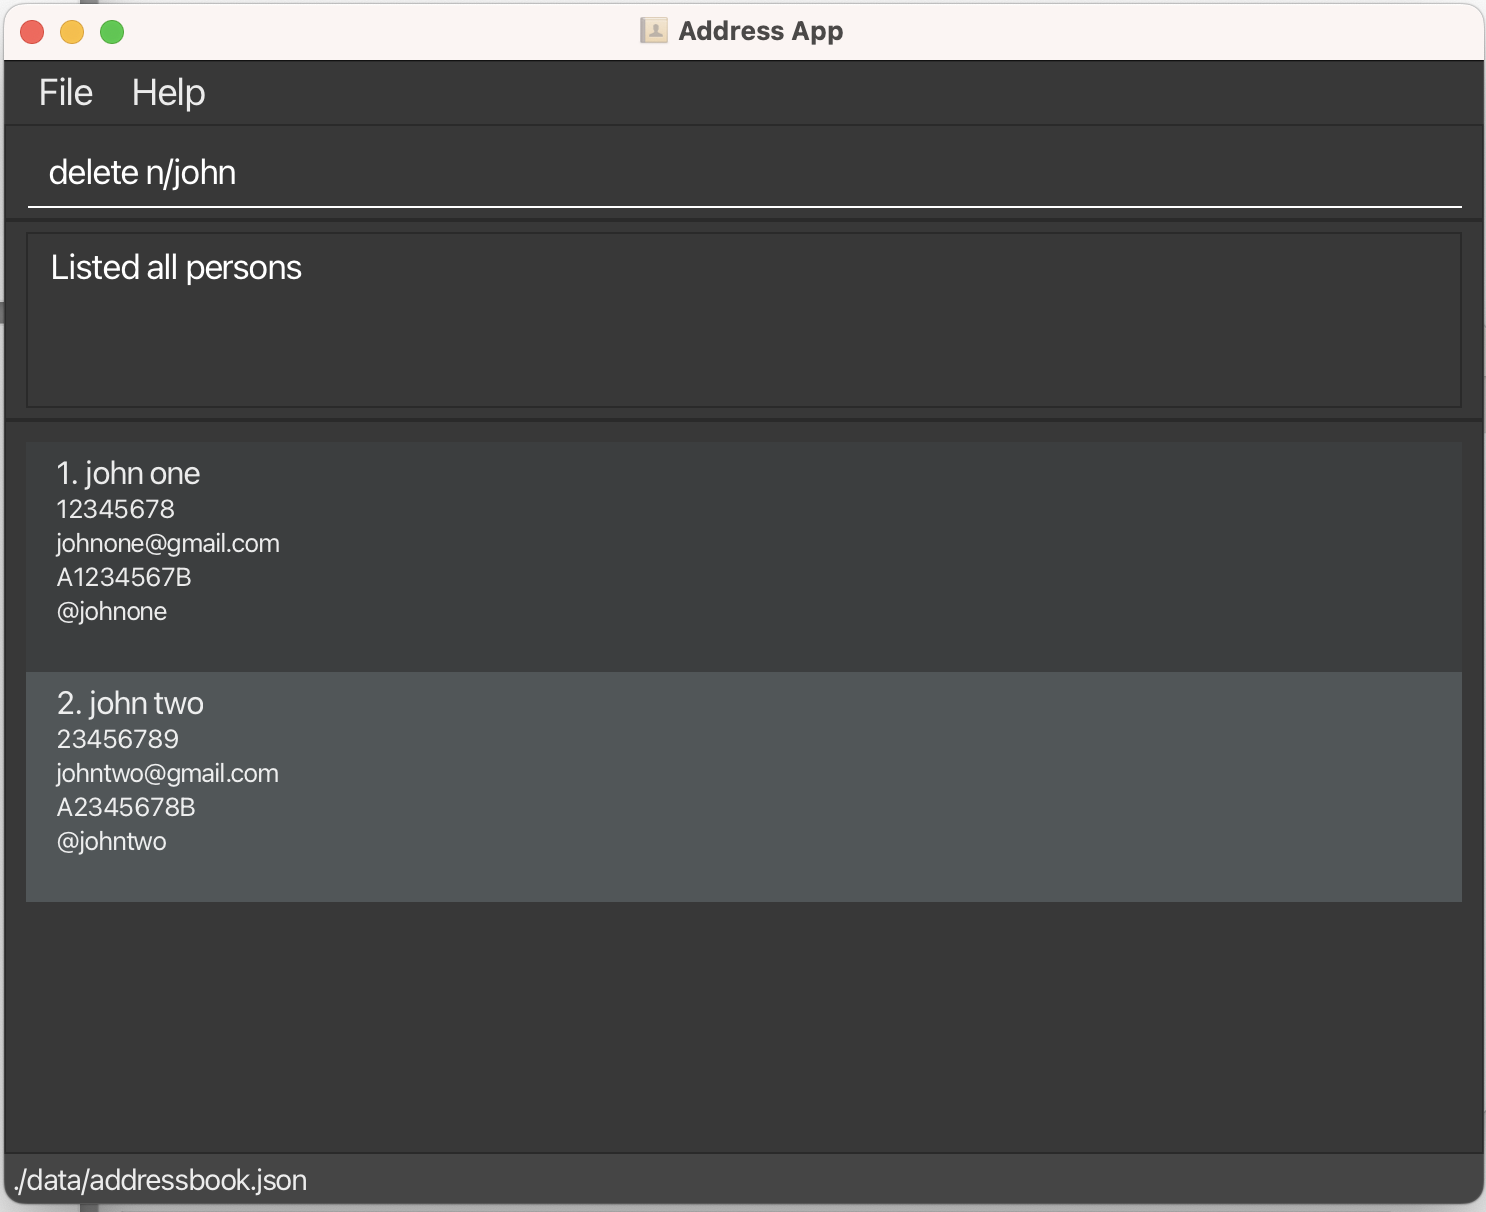 Address App
File Help
delete n/john
Listed all persons
1. john one
12345678
johnone@gmail.com
A1234567B
@johnone
2. john two
23456789
johntwo@gmail.com
A2345678B
@johntwo
./data/addressbook.json